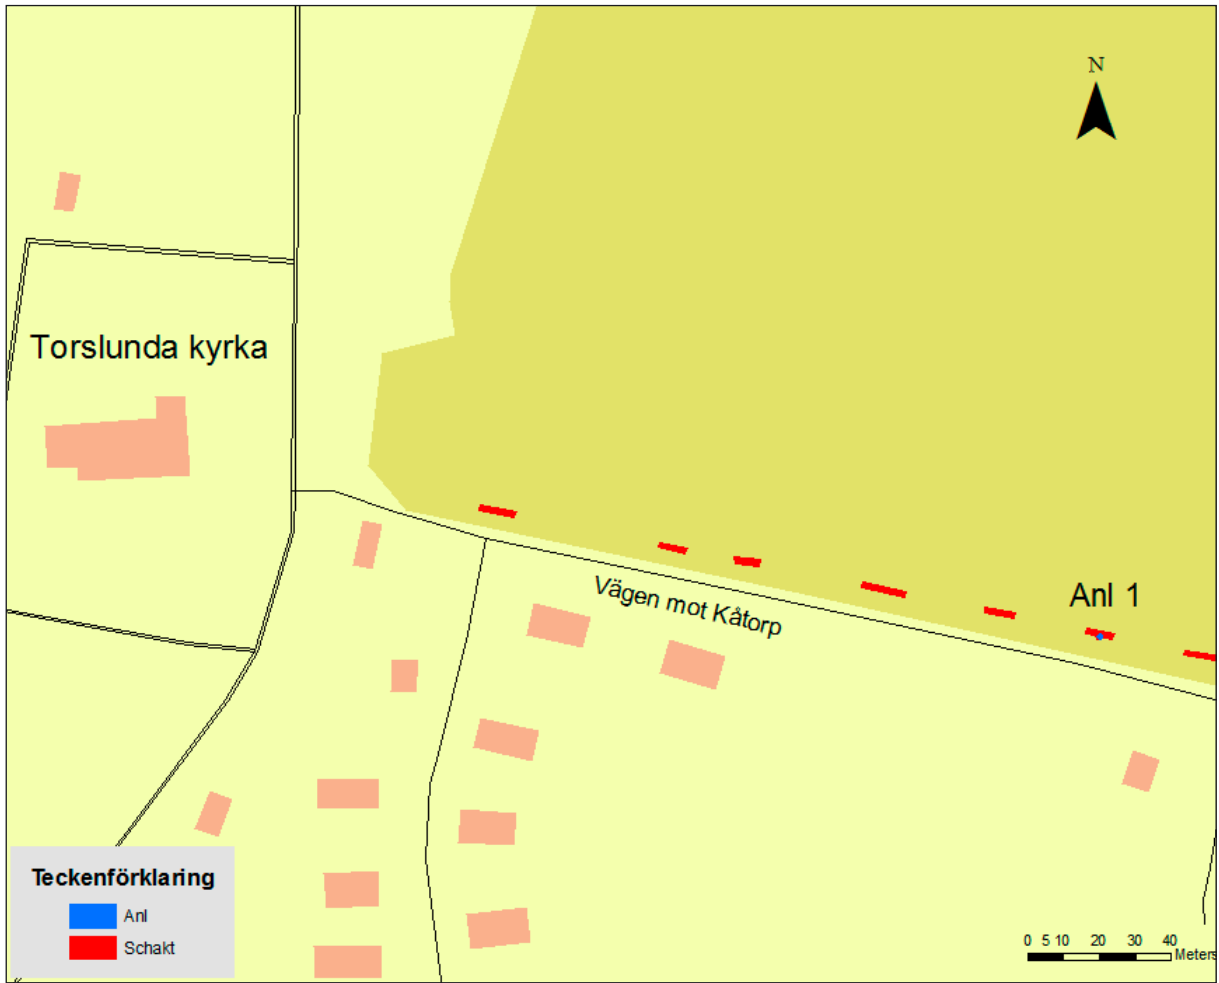 N
Torslunda kyrka
Vägen mot Kåtorp
Anl 1
Teckenförklaring
Anl
Schakt
0 5 10 20 30 40
Meters